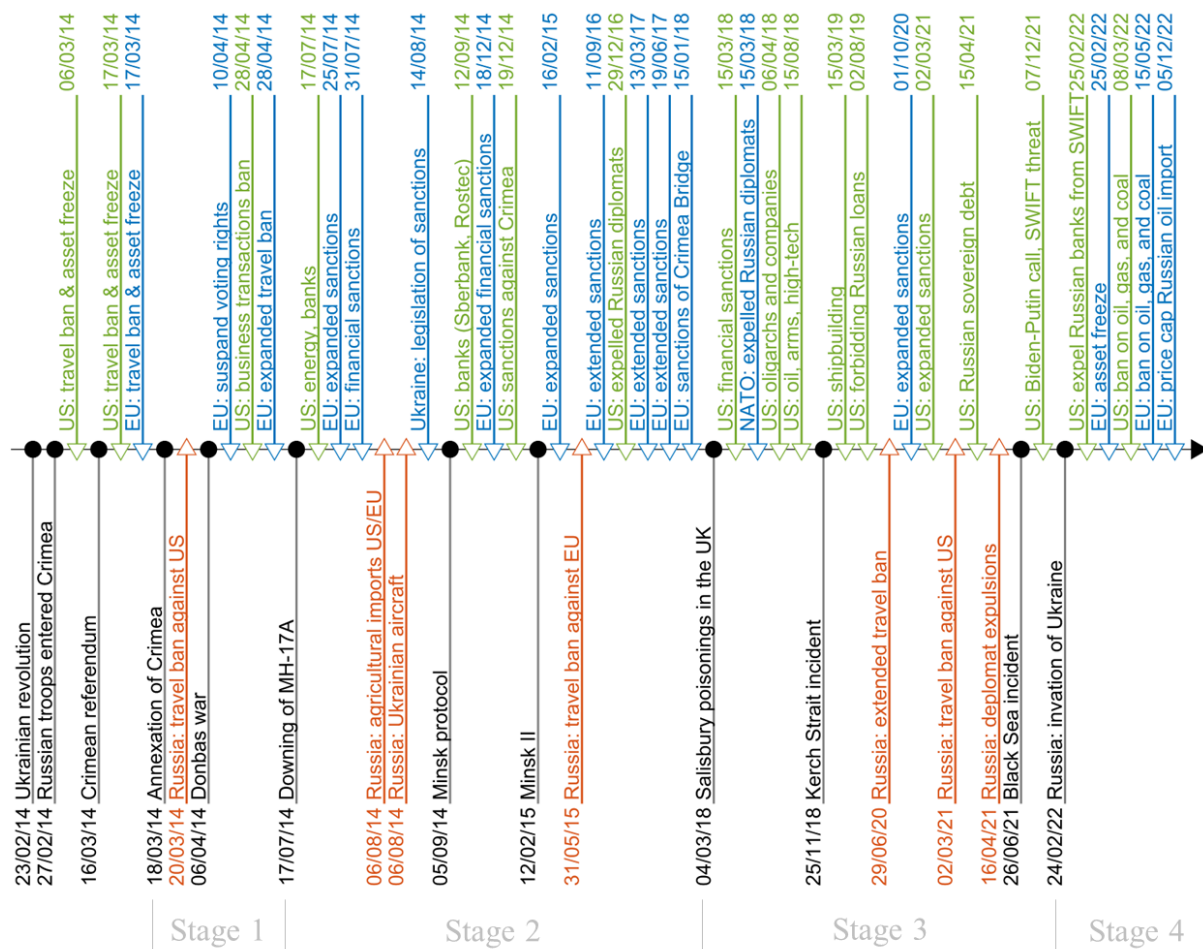 06/03/14 US: travel ban & asset freeze
17/03/14 US: travel ban & asset freeze
17/03/14 EU: travel ban & asset freeze
10/04/14 EU: suspand voting rights
28/04/14 US: business transactions ban
28/04/14 EU: expanded travel ban
17/07/14 US: energy, banks
25/07/14 EU: expanded sanctions
31/07/14 EU: financial sanctions
14/08/14 Ukraine: legislation of sanctions
12/09/14 US: banks (Sberbank, Rostec)
18/12/14 EU: expanded financial sanctions
19/12/14 US: sanctions against Crimea
16/02/15 EU: expanded sanctions
11/09/16 EU: extended sanctions
29/12/16 US: expelled Russian diplomats
13/03/17 EU: extended sanctions
19/06/17 EU: extended sanctions
15/01/18 EU: sanctions of Crimea Bridge
15/03/18 US: financial sanctions
15/03/18 NATO: expelled Russian diplomats
06/04/18 US: oligarchs and companies
15/08/18 US: oil, arms, high-tech
15/03/19 US: shipbuilding
02/08/19 US: forbidding Russian loans
01/10/20 EU: expanded sanctions
02/03/21 US: expanded sanctions
15/04/21 US: Russian sovereign debt
07/12/21 US: Biden-Putin call, SWIFT threat
25/02/22 US: expel Russian banks from SWIFT
25/02/22 EU: asset freeze
08/03/22 US: ban on oil, gas, and coal
15/05/22 EU: ban on oil, gas, and coal
05/12/22 EU: price cap Russian oil import
23/02/14 Ukrainian revolution
27/02/14 Russian troops entered Crimea
16/03/14 Crimean referendum
18/03/14 Annexation of Crimea
20/03/14 Russia: travel ban against US
06/04/14 Donbas war
17/07/14 Downing of MH-17A
06/08/14 Russia: agricultural imports US/EU
06/08/14 Russia: Ukrainian aircraft
05/09/14 Minsk protocol
12/02/15 Minsk II
31/05/15 Russia: travel ban against EU
04/03/18 Salisbury poisonings in the UK
25/11/18 Kerch Strait incident
29/06/20 Russia: extended travel ban
02/03/21 Russia: travel ban against US
16/04/21 Russia: deplomat expulsions
26/06/21 Black Sea incident
24/02/22 Russia: invation of Ukraine
Stage 1
Stage 2
Stage 3
Stage 4